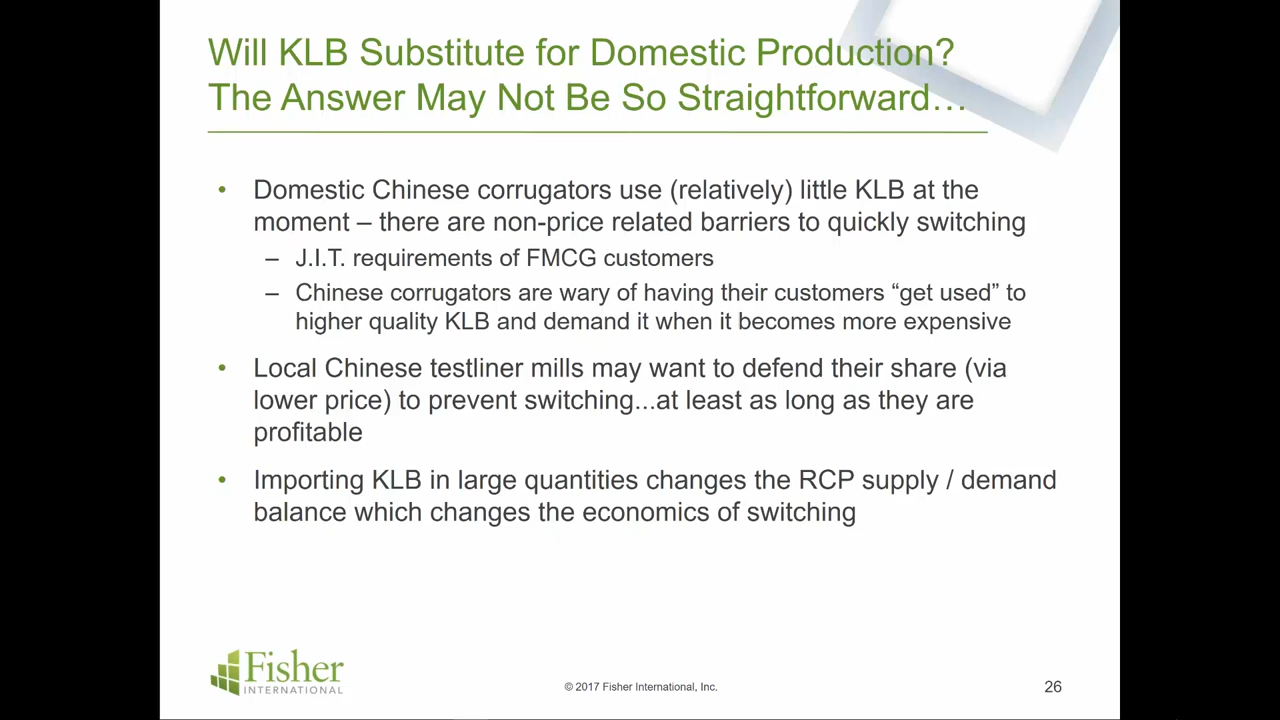 Will KLB Substitute for Domestic Production?
The Answer May Not Be So Straightforward…
• Domestic Chinese corrugators use (relatively) little KLB at the
moment – there are non-price related barriers to quickly switching
– J.I.T. requirements of FMCG customers
– Chinese corrugators are wary of having their customers “get used” to
higher quality KLB and demand it when it becomes more expensive
• Local Chinese testliner mills may want to defend their share (via
lower price) to prevent switching...at least as long as they are
profitable
• Importing KLB in large quantities changes the RCP supply / demand
balance which changes the economics of switching
Fisher
INTERNATIONAL
© 2017 Fisher International, Inc.
26